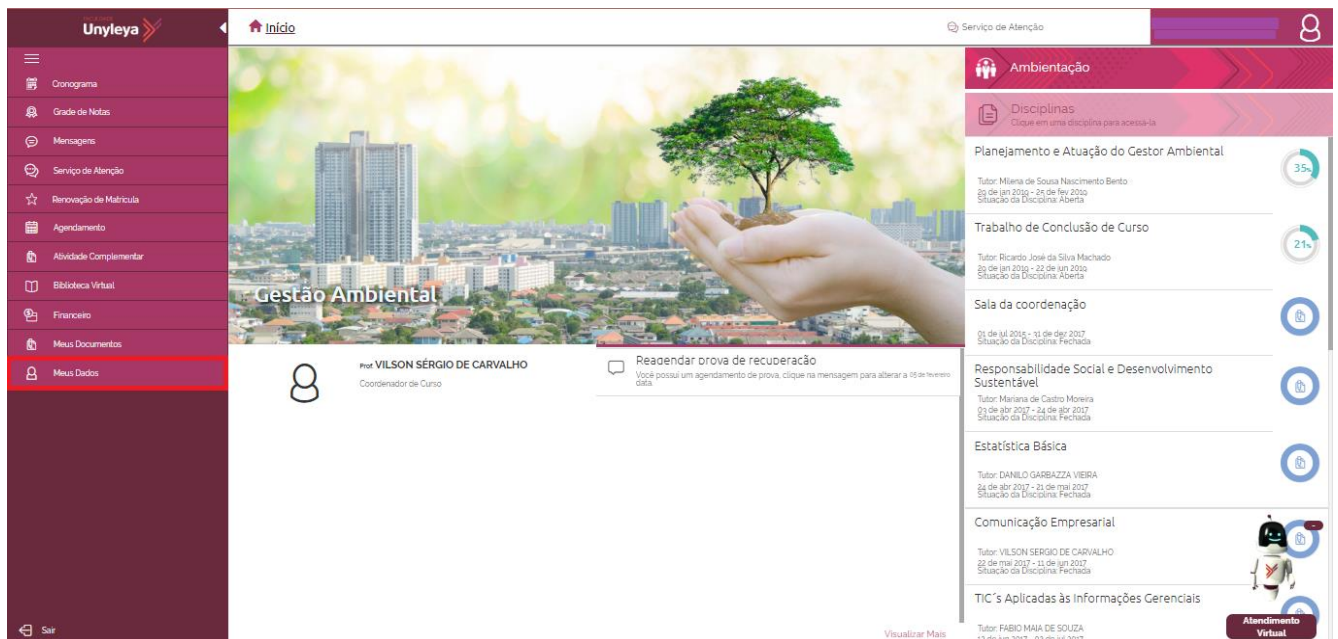 Unyleya
Início
Serviço de Atenção
Cronograma
Grade de Notas
Mensagens
Serviço de Atenção
Renovação de Matrícula
Agendamento
Atividade Complementar
Biblioteca Virtual
Financeiro
Meus Documentos
Meus Dados
Sair
Gestão Ambiental
Prof. VILSON SÉRGIO DE CARVALHO
Coordenador de Curso
Reagendar prova de recuperação
Você possui um agendamento de prova, clique na mensagem para alterar a 05 de fevereiro
data.
Visualizar Mais
Ambientação
Disciplinas
Clique em uma disciplina para acessa-la.
Planejamento e Atuação do Gestor Ambiental
35%
Tutor: Milena de Sousa Nascimento Bento
29 de jan 2019 - 25 de fev 2019
Situação da Disciplina: Aberta
Trabalho de Conclusão de Curso
21%
Tutor: Ricardo José da Silva Machado
29 de jan 2019 - 22 de jun 2019
Situação da Disciplina: Aberta
Sala da coordenação
01 de jul 2015 - 31 de dez 2017
Situação da Disciplina: Fechada
Responsabilidade Social e Desenvolvimento
Sustentável
Tutor: Mariana de Castro Moreira
03 de abr 2017 - 24 de abr 2017
Situação da Disciplina: Fechada
Estatística Básica
Tutor: DANILO GARBAZZA VIEIRA
24 de abr 2017 - 21 de mai 2017
Situação da Disciplina: Fechada
Comunicação Empresarial
Tutor: VILSON SERGIO DE CARVALHO
22 de mai 2017 - 11 de jun 2017
Situação da Disciplina: Fechada
TIC´s Aplicadas às Informações Gerenciais
Tutor: FABIO MAIA DE SOUZA
Atendimento
Virtual